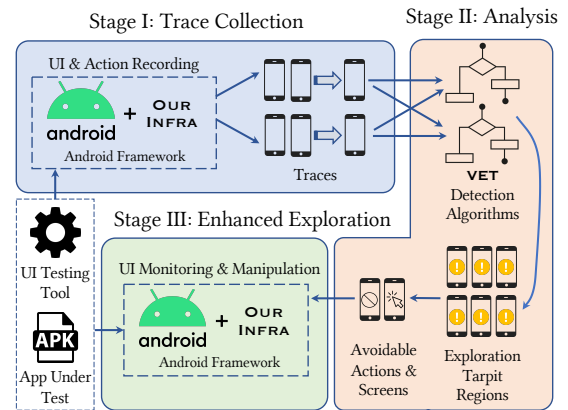 Stage I: Trace Collection
Stage II: Analysis
UI & Action Recording
android
+
OUR
INFRA
Android Framework
Traces
VET
Detection
Algorithms
UI Testing
Tool
APK
App Under
Test
Stage III: Enhanced Exploration
UI Monitoring & Manipulation
android
+
OUR
INFRA
Android Framework
Avoidable
Actions &
Screens
Exploration
Tarpit
Regions